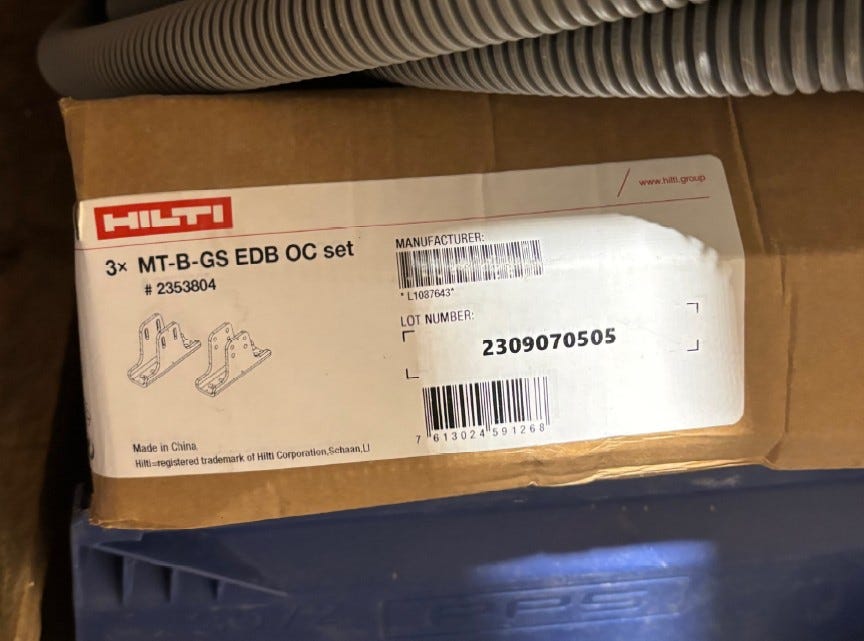 www.hilti.group
HILTI
3x MT-B-GS EDB OC set
# 2353804
MANUFACTURER:
*L1087643*
LOT NUMBER:
2309070505
7 613024 591268
Made in China
Hilti=registered trademark of Hilti Corporation,Schaan,LI